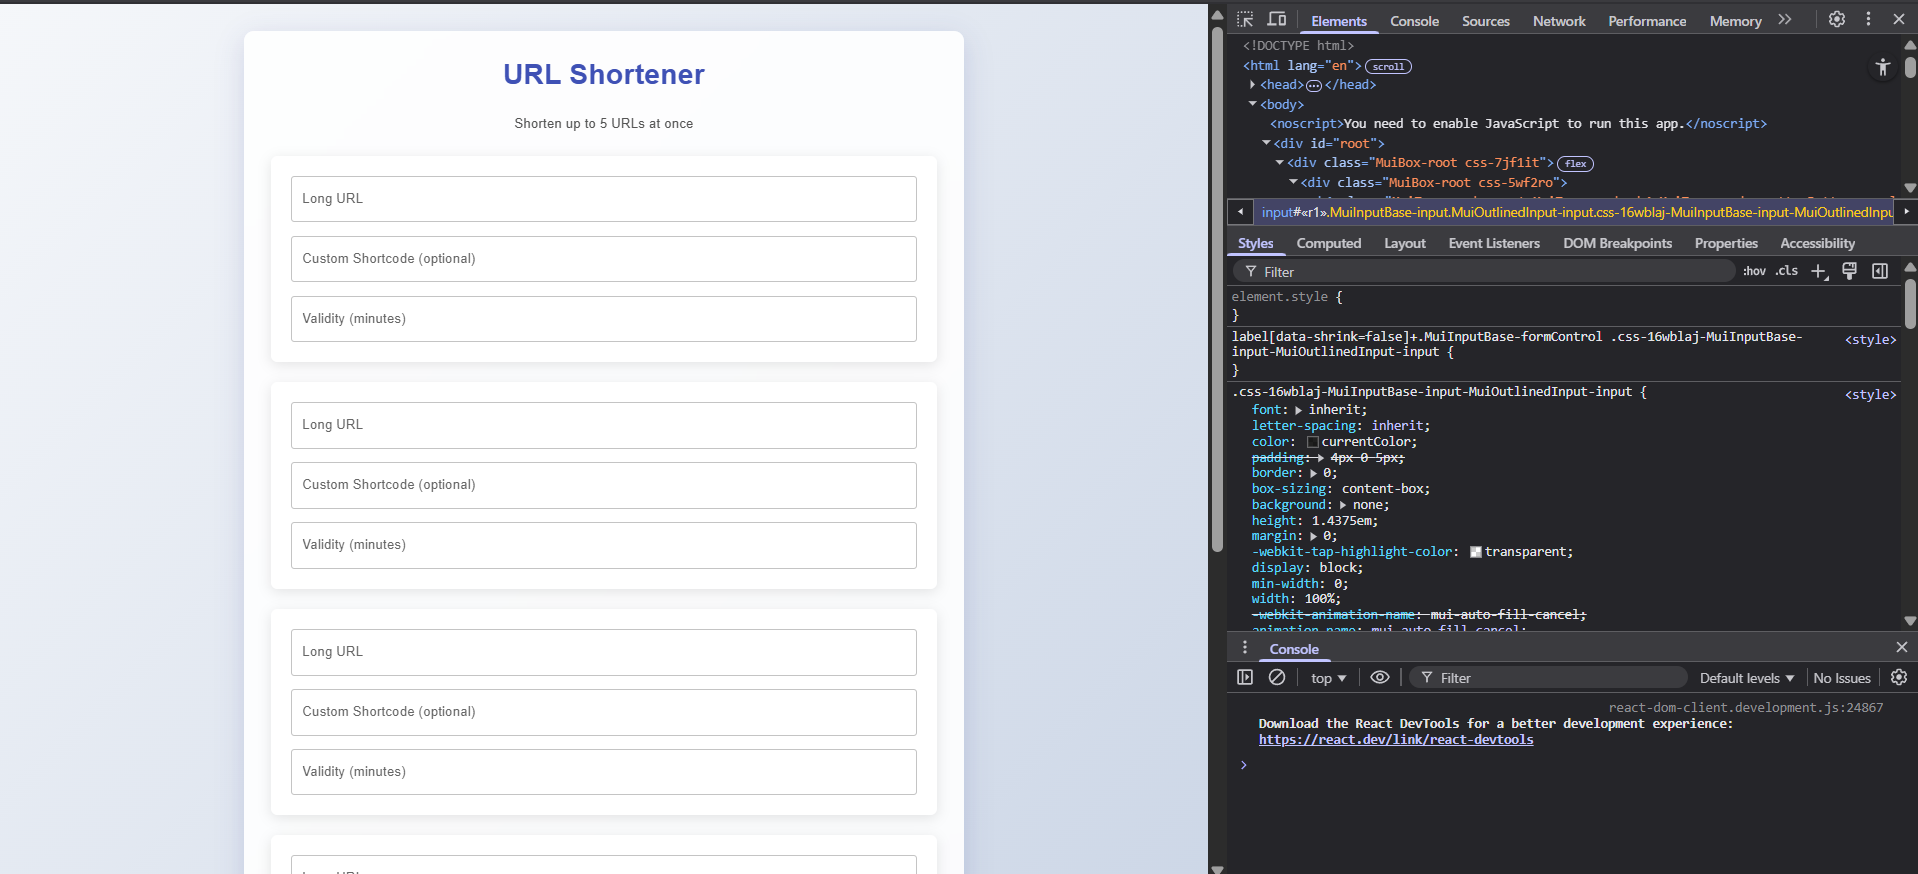 URL Shortener
Shorten up to 5 URLs at once
Long URL
Custom Shortcode (optional)
Validity (minutes)
Long URL
Custom Shortcode (optional)
Validity (minutes)
Long URL
Custom Shortcode (optional)
Validity (minutes)
Elements Console Sources Network Performance Memory
<!DOCTYPE html>
<html lang="en"> scroll
<head> </head>
<body>
<noscript>You need to enable JavaScript to run this app.</noscript>
<div id="root">
<div class="MuiBox-root css-7jf1it"> flex
<div class="MuiBox-root css-5wf2ro">
input#«r1».MuiInputBase-input.MuiOutlinedInput-input.css-16wblaj-MuiInputBase-input-MuiOutlinedInpu
Styles Computed Layout Event Listeners DOM Breakpoints Properties Accessibility
Filter :hov .cls
element.style {
}
label[data-shrink=false]+.MuiInputBase-formControl .css-16wblaj-MuiInputBase- <style>
input-MuiOutlinedInput-input {
}
.css-16wblaj-MuiInputBase-input-MuiOutlinedInput-input { <style>
font: inherit;
letter-spacing: inherit;
color: currentColor;
padding: 4px 0 5px;
border: 0;
box-sizing: content-box;
background: none;
height: 1.4375em;
margin: 0;
-webkit-tap-highlight-color: transparent;
display: block;
min-width: 0;
width: 100%;
-webkit-animation-name: mui-auto-fill-cancel;
animation-name: mui-auto-fill-cancel;
Console
top Filter Default levels No Issues
react-dom-client.development.js:24867
Download the React DevTools for a better development experience:
https://react.dev/link/react-devtools